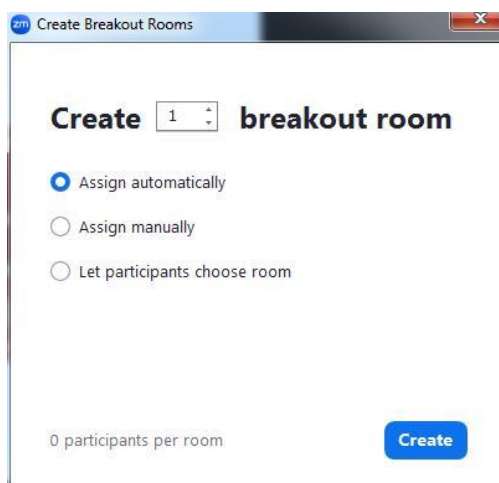 zm Create Breakout Rooms
Create 1 breakout room
Assign automatically
Assign manually
Let participants choose room
0 participants per room
Create